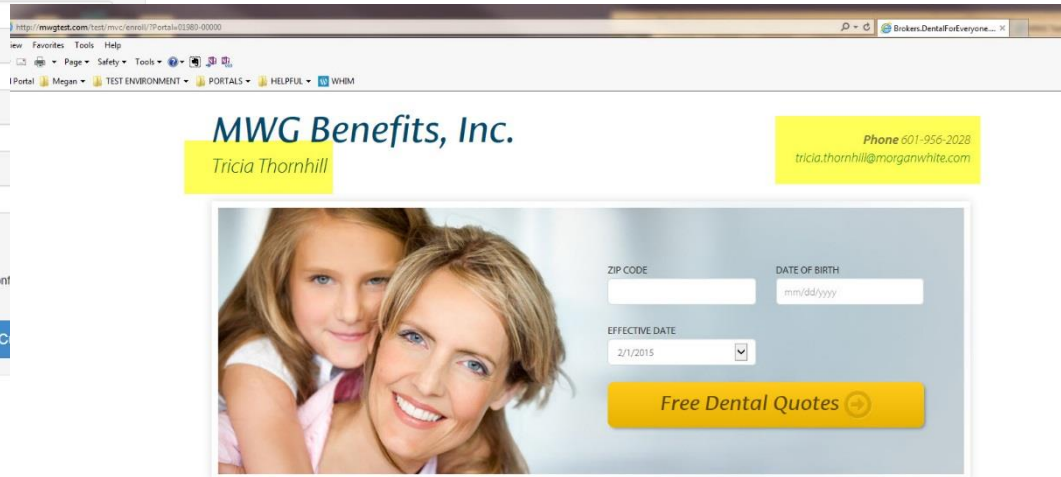 http://mwgtest.com/test/mvc/enroll/?Portal=01980-00000
Brokers.DentalForEveryone....
iew Favorites Tools Help
Page Safety Tools
Portal Megan TEST ENVIRONMENT PORTALS HELPFUL WHIM
MWG Benefits, Inc.
Tricia Thornhill
Phone 601-956-2028
tricia.thornhill@morganwhite.com
ZIP CODE
DATE OF BIRTH
mm/dd/yyyy
EFFECTIVE DATE
2/1/2015
Free Dental Quotes